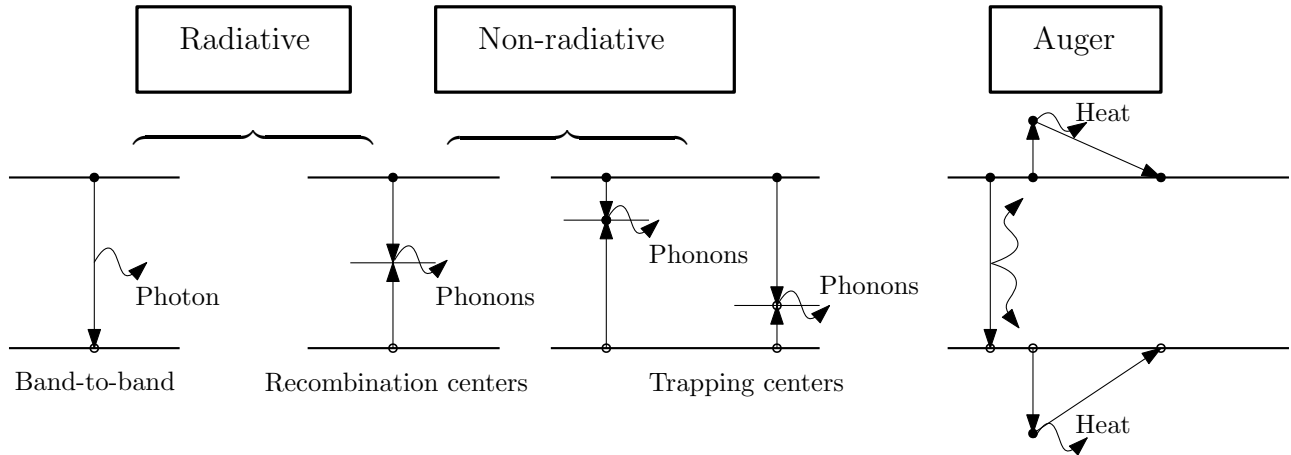 Radiative
Non-radiative
Auger
Heat
Photon
Phonons
Phonons
Phonons
Band-to-band
Recombination centers
Trapping centers
Heat